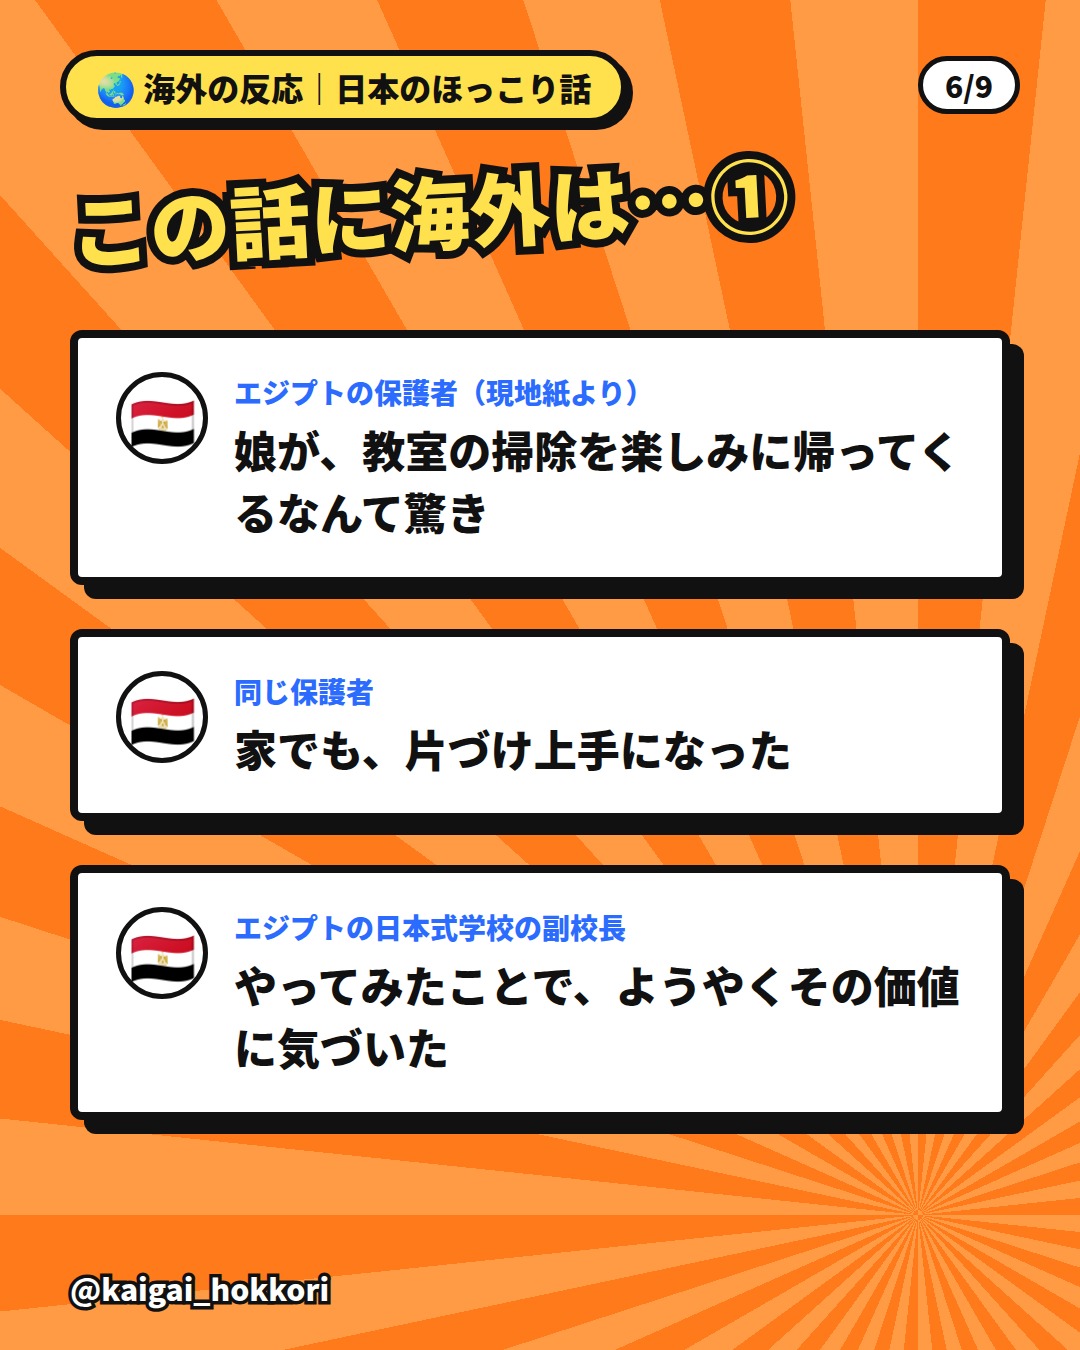 🌏 海外の反応｜日本のほっこり話
6/9
この話に海外は…①
エジプトの保護者（現地紙より）
娘が、教室の掃除を楽しみに帰ってく
るなんて驚き
同じ保護者
家でも、片づけ上手になった
エジプトの日本式学校の副校長
やってみたことで、ようやくその価値
に気づいた
@kaigai_hokkori